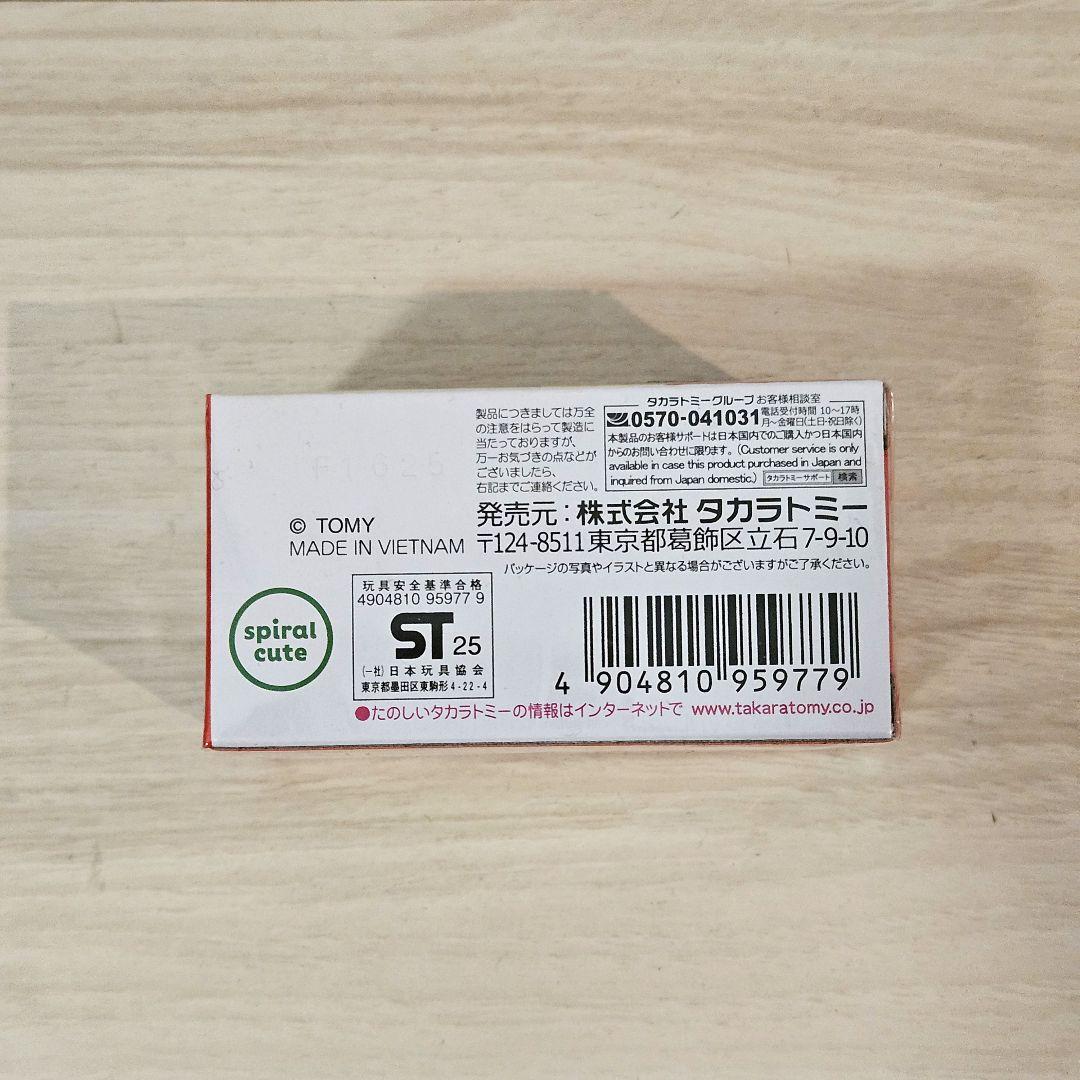 製品につきましては万全
の注意をはらって製造に
当たっておりますが、
万一お気づきの点などが
ございましたら、
右記までご連絡ください。
タカラトミーグループ お客様相談室
0570-041031
電話受付時間 10〜17時
月〜金曜日(土日・祝日除く)
本製品のお客様サポートは日本国内でのご購入かつ日本国内
からのお問い合わせに限ります。(Customer service is only
available in case this product purchased in Japan and
inquired from Japan domestic.)
タカラトミーサポート 検索
発売元：株式会社 タカラトミー
〒124-8511 東京都葛飾区立石7-9-10
パッケージの写真やイラストと異なる場合がございますがご了承ください。
© TOMY
MADE IN VIETNAM
spiral
cute
玩具安全基準合格
4904810 95977 9
ST 25
(一社)日本玩具協会
東京都墨田区東駒形4-22-4
4 904810 959779
●たのしいタカラトミーの情報はインターネットで www.takaratomy.co.jp